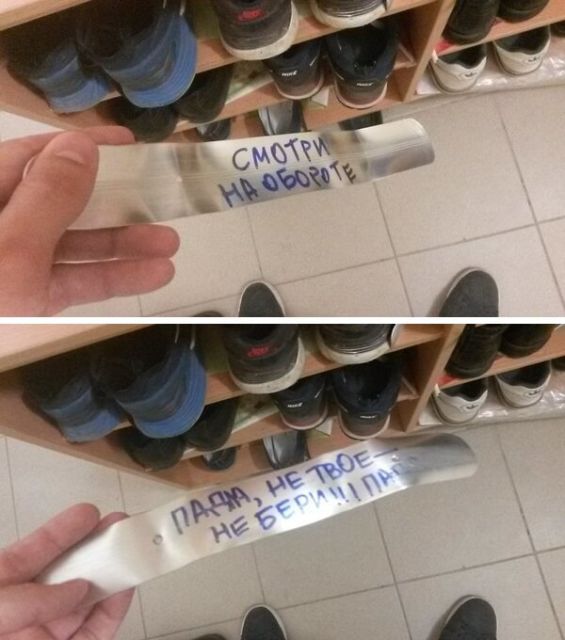 СМОТРИ
НА ОБОРОТЕ
ПАДЛА, НЕ ТВОЕ —
НЕ БЕРИ!!!